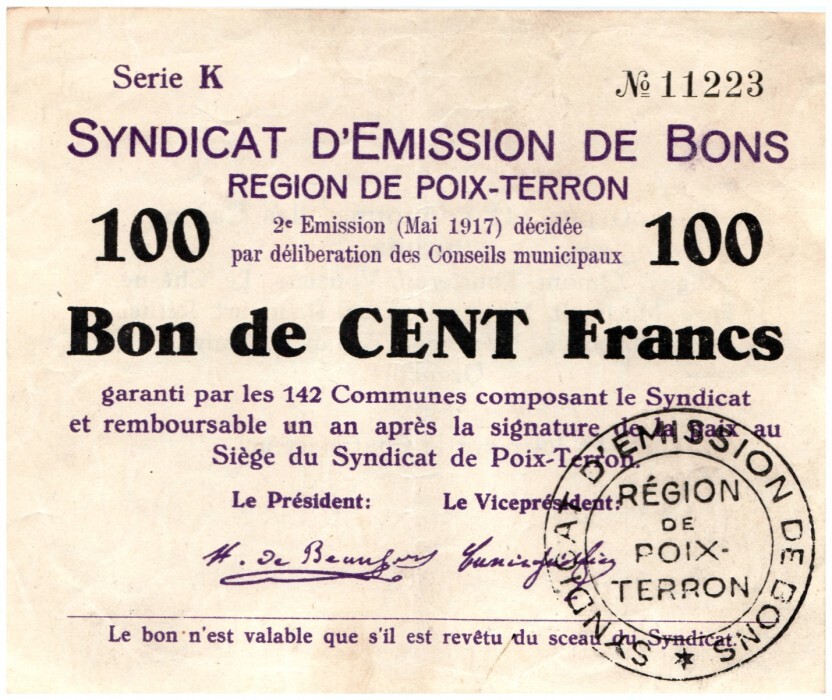 Serie K
№ 11223
SYNDICAT D'EMISSION DE BONS
REGION DE POIX-TERRON
100
2e Emission (Mai 1917) décidée
par déliberation des Conseils municipaux
100
Bon de CENT Francs
garanti par les 142 Communes composant le Syndicat
et remboursable un an après la signature de la paix au
Siège du Syndicat de Poix-Terron.
Le Président:
Le Viceprésident:
H. de Beaufort
Le bon n'est valable que s'il est revêtu du sceau du Syndicat.
SYNDICAT D'EMISSION DE BONS
RÉGION
DE
POIX-
TERRON